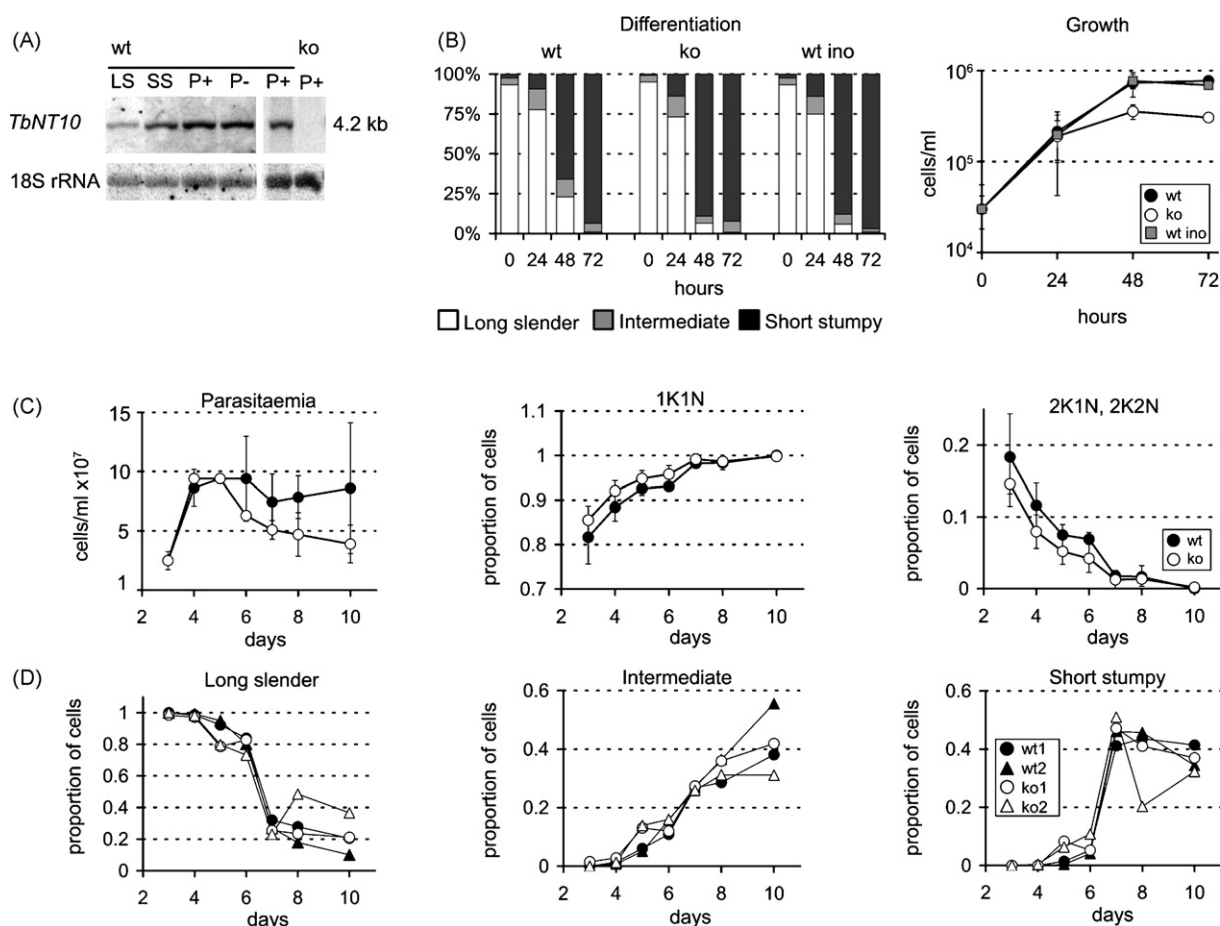 (A)
wt ko
LS SS P+ P- P+ P+
TbNT10 4.2 kb
18S rRNA
(B)
Differentiation
wt ko wt ino
100%
75%
50%
25%
0%
0 24 48 72 0 24 48 72 0 24 48 72
hours
Long slender Intermediate Short stumpy
Growth
cells/ml
10⁶
10⁵
10⁴
wt
ko
wt ino
0 24 48 72
hours
(C)
Parasitaemia
cells/ml x10⁷
15
10
5
1
2 4 6 8 10
days
1K1N
proportion of cells
1.1
1
0.9
0.8
0.7
2 4 6 8 10
days
2K1N, 2K2N
proportion of cells
0.2
0.1
0
wt
ko
2 4 6 8 10
days
(D)
Long slender
proportion of cells
1
0.8
0.6
0.4
0.2
0
2 4 6 8 10
days
Intermediate
proportion of cells
0.6
0.4
0.2
0
2 4 6 8 10
days
Short stumpy
proportion of cells
0.6
0.4
0.2
0
wt1
wt2
ko1
ko2
2 4 6 8 10
days